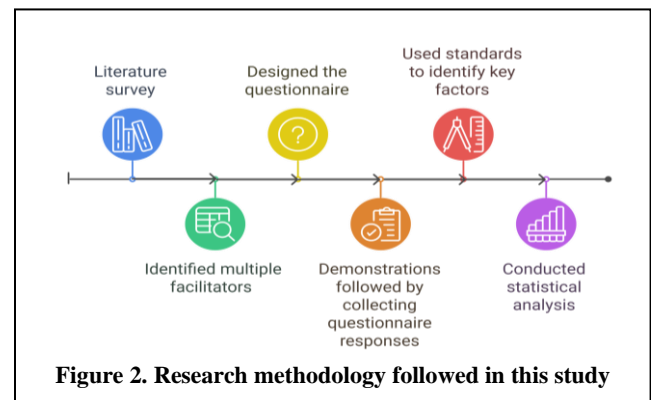 Literature
survey
Designed the
questionnaire
Used standards
to identify key
factors
?
Identified multiple
facilitators
Demonstrations
followed by
collecting
questionnaire
responses
Conducted
statistical
analysis
Figure 2. Research methodology followed in this study